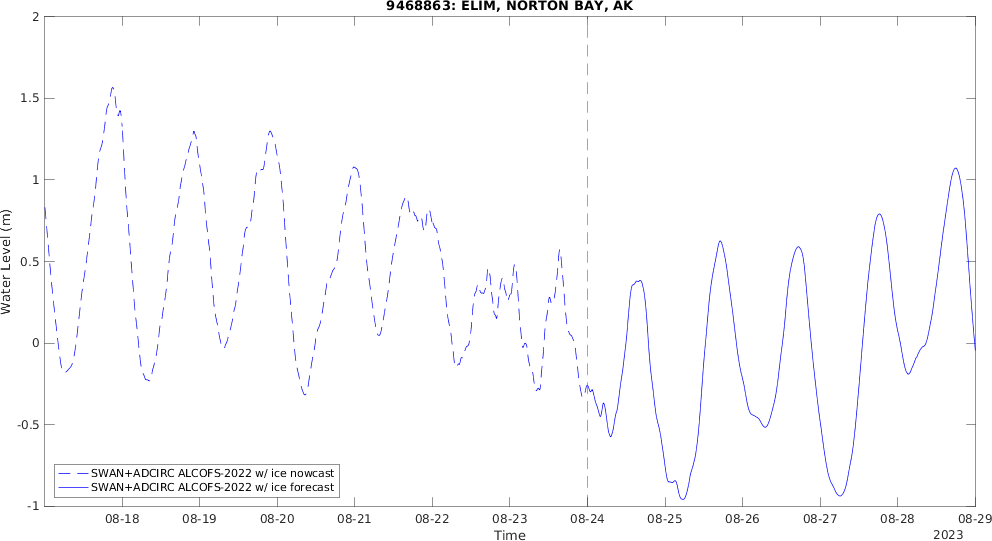 9468863: ELIM, NORTON BAY, AK
2
1.5
1
0.5
0
-0.5
-1
Water Level (m)
SWAN+ADCIRC ALCOFS-2022 w/ ice nowcast
SWAN+ADCIRC ALCOFS-2022 w/ ice forecast
08-18 08-19 08-20 08-21 08-22 08-23 08-24 08-25 08-26 08-27 08-28 08-29
Time
2023